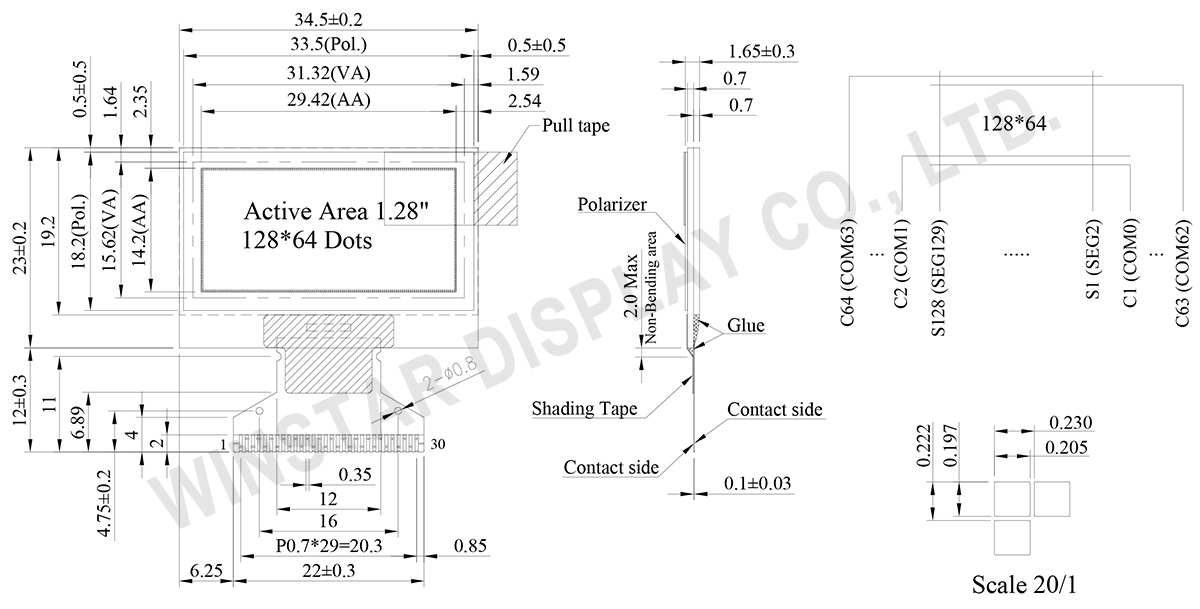 34.5±0.2
33.5(Pol.)
0.5±0.5
31.32(VA)
1.59
29.42(AA)
2.54
0.5±0.5
1.64
2.35
Pull tape
23±0.2
19.2
18.2(Pol.)
15.62(VA)
14.2(AA)
Active Area 1.28"
128*64 Dots
12±0.3
11
6.89
4.75±0.2
4
2
2-ø0.8
1
30
0.35
12
16
P0.7*29=20.3
0.85
6.25
22±0.3
1.65±0.3
0.7
0.7
Polarizer
2.0 Max
Non-Bending area
Glue
Shading Tape
Contact side
Contact side
0.1±0.03
128*64
C64 (COM63)
...
C2 (COM1)
S128 (SEG129)
.....
S1 (SEG2)
C1 (COM0)
...
C63 (COM62)
0.230
0.205
0.222
0.197
Scale 20/1
WINSTAR DISPLAY CO., LTD.